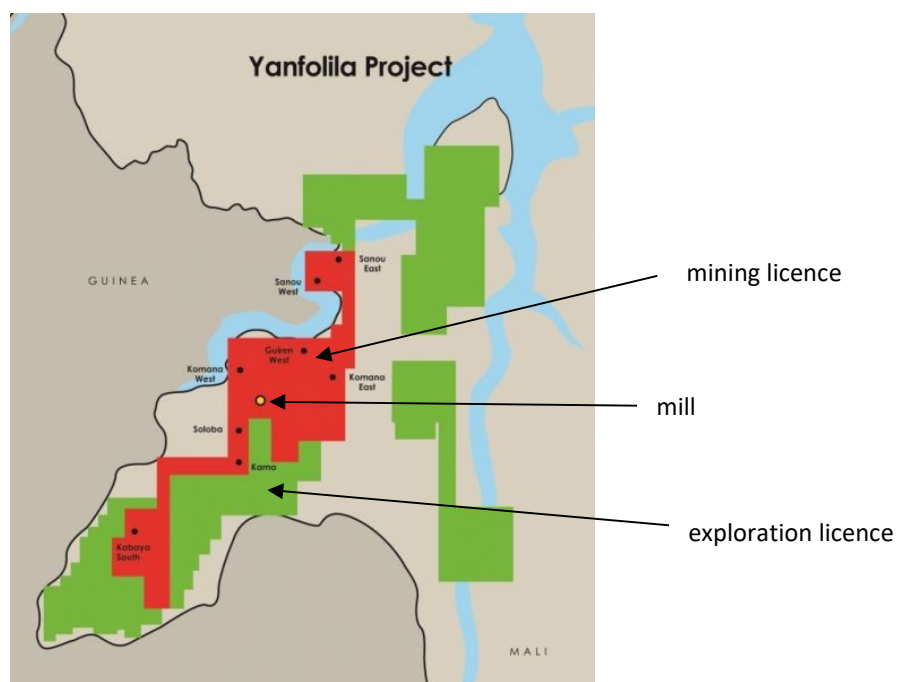 Yanfolila Project
GUINEA
Sanou
East
Sanou
West
mining licence
Guiren
West
Komana
West
Komana
East
mill
Soloba
Kama
exploration licence
Kabaya
South
MALI